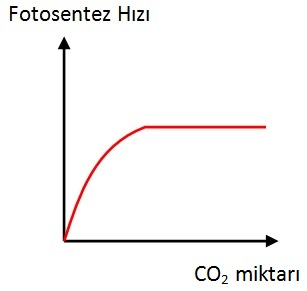 Fotosentez Hızı
CO₂ miktarı